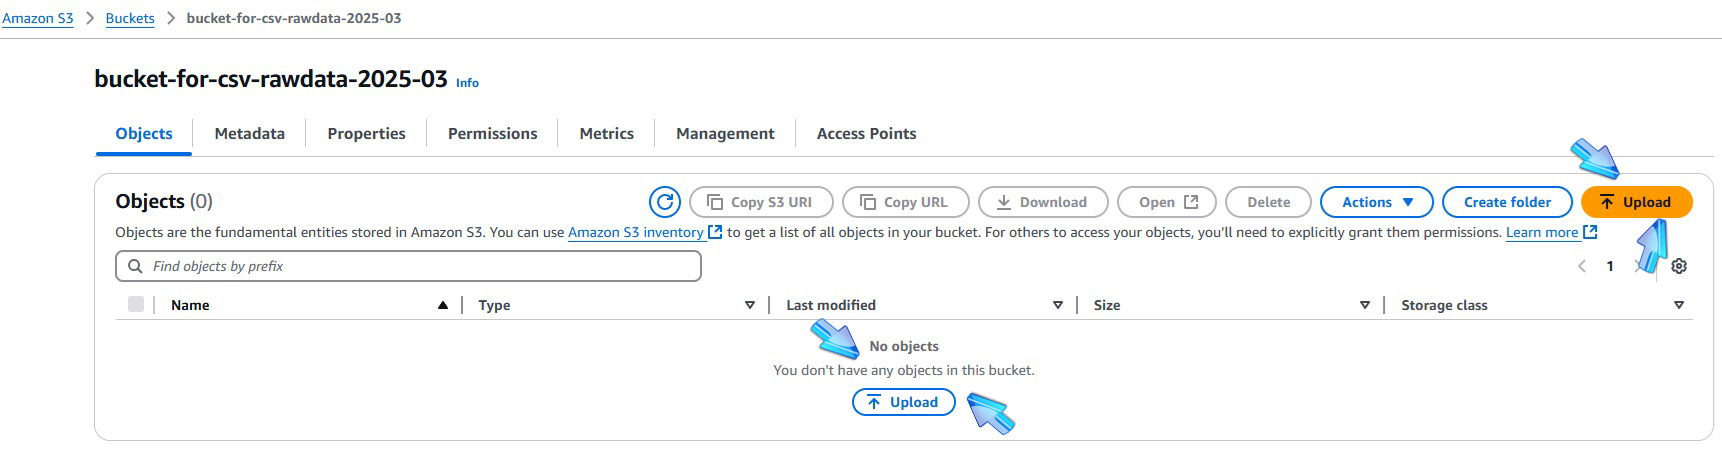 Amazon S3 > Buckets > bucket-for-csv-rawdata-2025-03
bucket-for-csv-rawdata-2025-03 Info
Objects Metadata Properties Permissions Metrics Management Access Points
Objects (0) Copy S3 URI Copy URL Download Open Delete Actions Create folder Upload
Objects are the fundamental entities stored in Amazon S3. You can use Amazon S3 inventory to get a list of all objects in your bucket. For others to access your objects, you’ll need to explicitly grant them permissions. Learn more
Find objects by prefix 1
Name Type Last modified Size Storage class
No objects
You don't have any objects in this bucket.
Upload